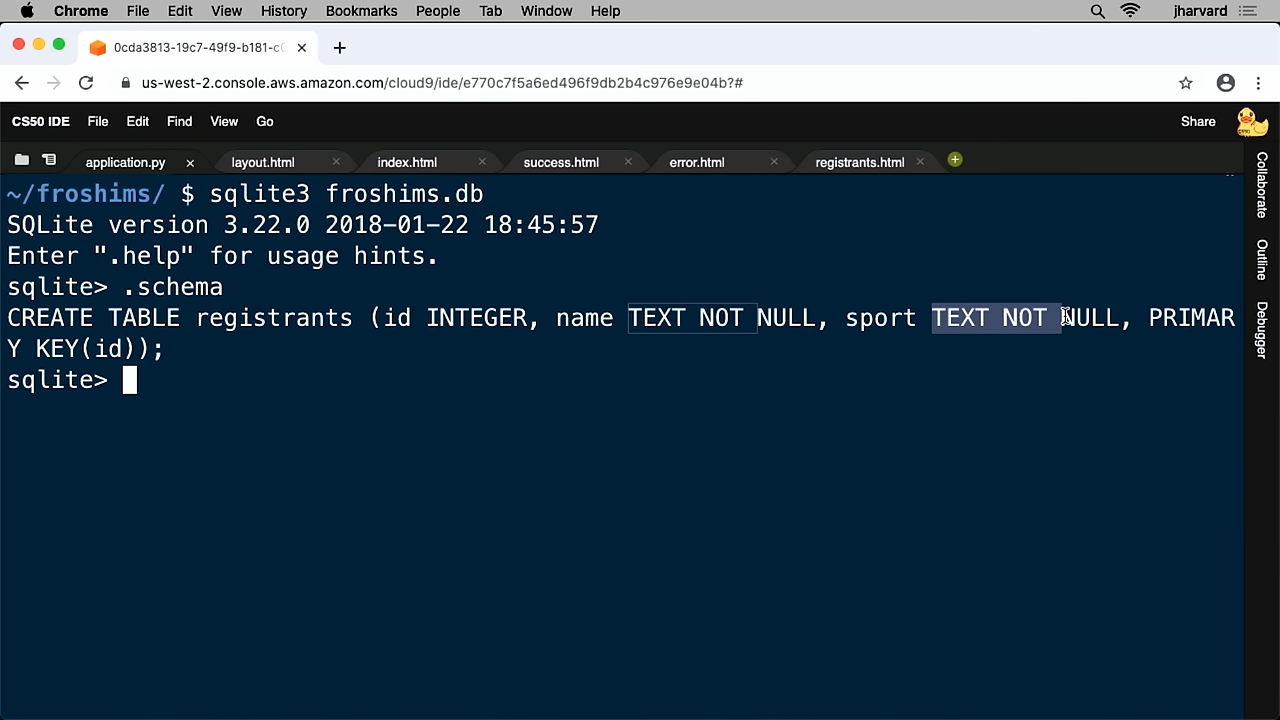 Chrome File Edit View History Bookmarks People Tab Window Help jharvard
0cda3813-19c7-49f9-b181-c
us-west-2.console.aws.amazon.com/cloud9/ide/e770c7f5a6ed496f9db2b4c976e9e04b?#
CS50 IDE File Edit Find View Go Share
application.py layout.html index.html success.html error.html registrants.html
~/froshims/ $ sqlite3 froshims.db
SQLite version 3.22.0 2018-01-22 18:45:57
Enter ".help" for usage hints.
sqlite> .schema
CREATE TABLE registrants (id INTEGER, name TEXT NOT NULL, sport TEXT NOT NULL, PRIMAR
Y KEY(id));
sqlite>
Collaborate
Outline
Debugger